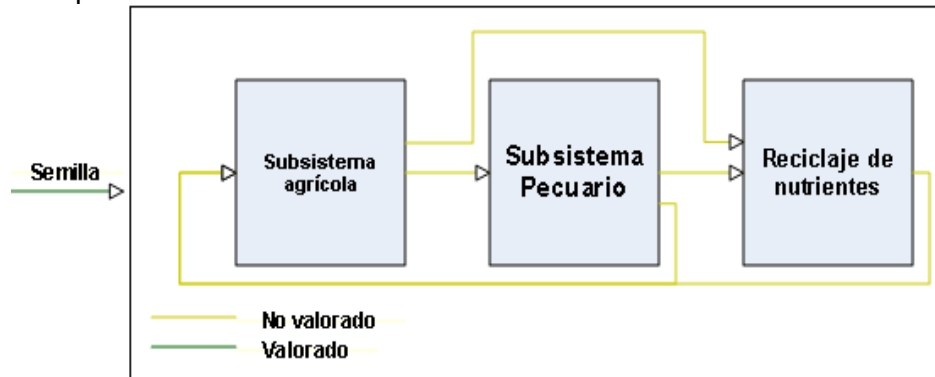 Semilla
Subsistema
agrícola
Subsistema
Pecuario
Reciclaje de
nutrientes
No valorado
Valorado